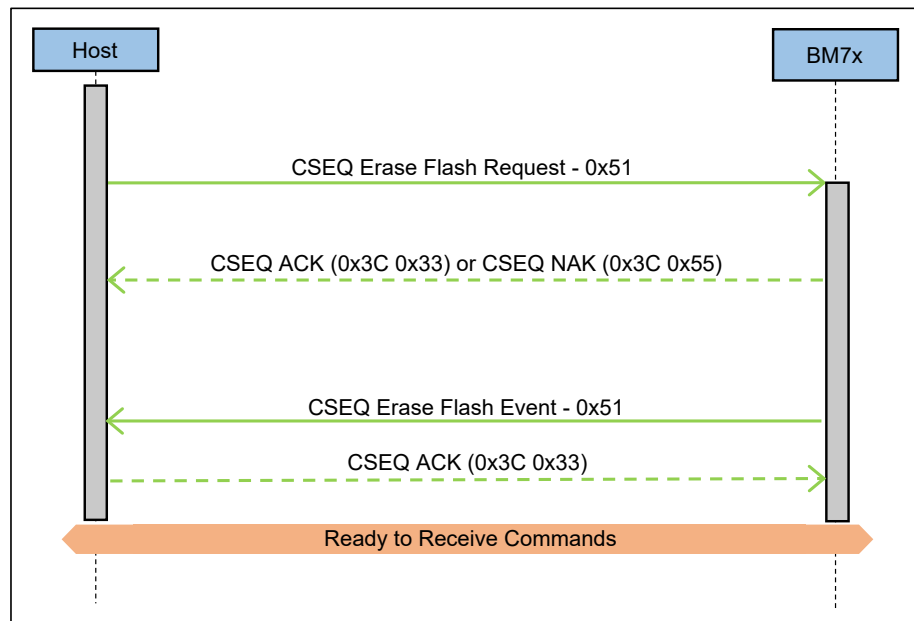 Host
BM7x
CSEQ Erase Flash Request - 0x51
CSEQ ACK (0x3C 0x33) or CSEQ NAK (0x3C 0x55)
CSEQ Erase Flash Event - 0x51
CSEQ ACK (0x3C 0x33)
Ready to Receive Commands